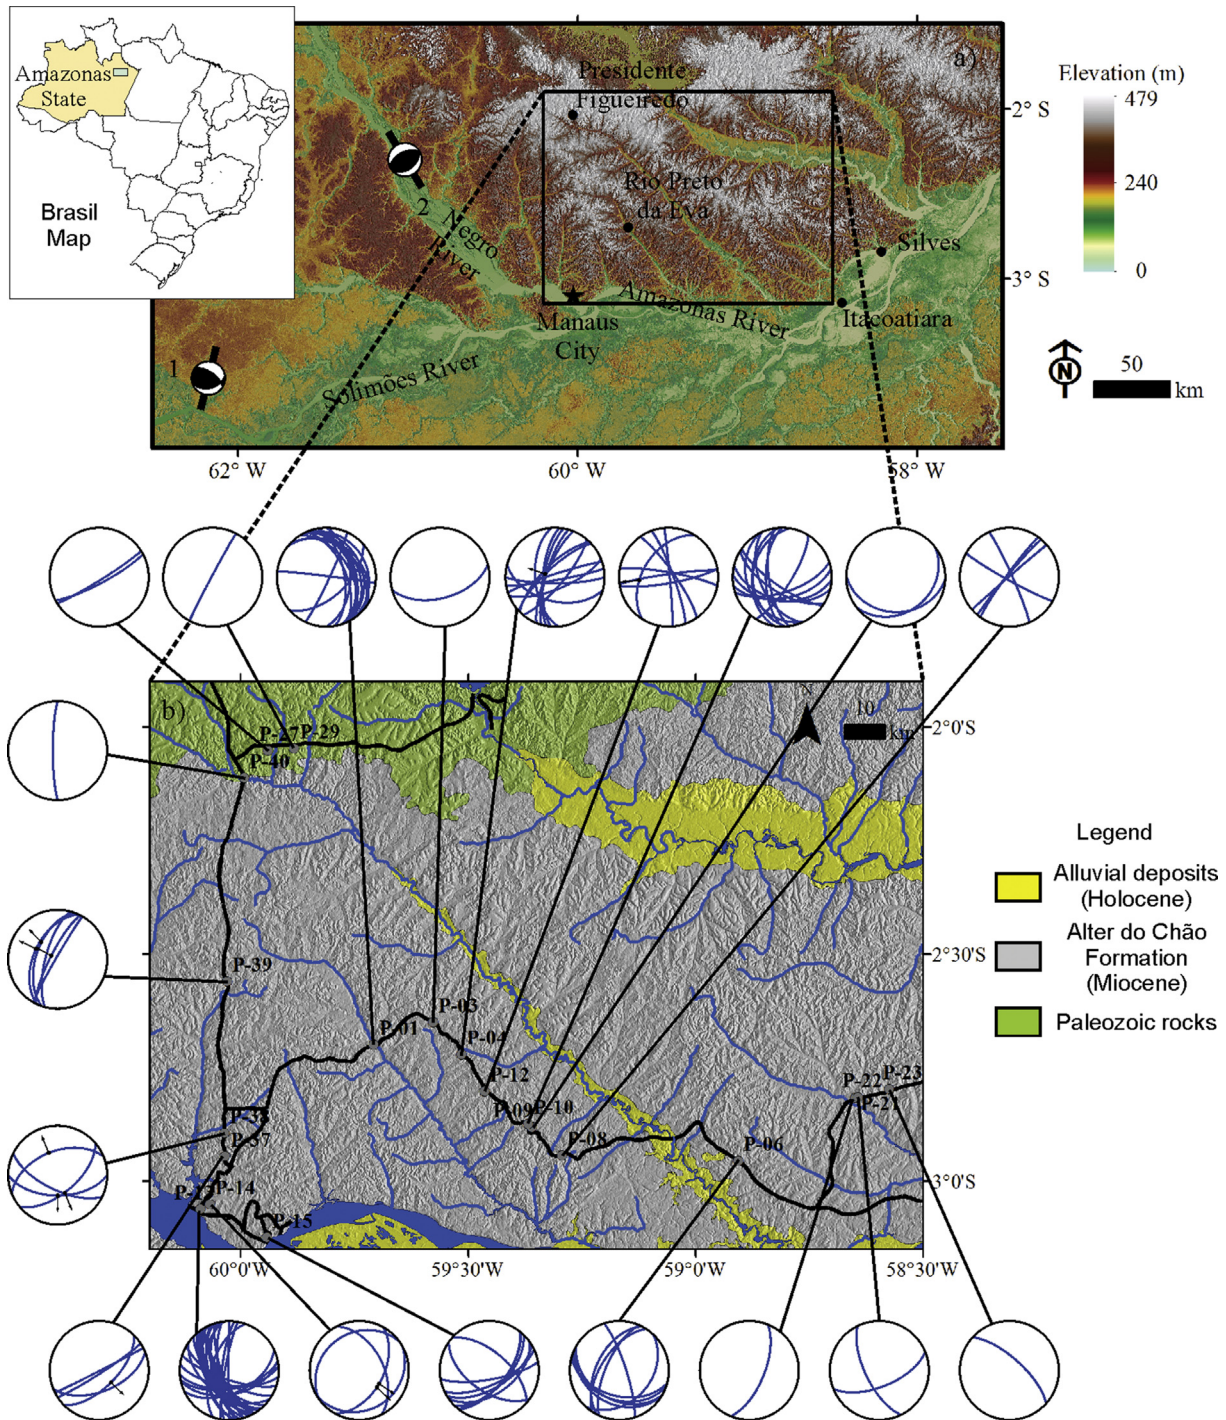 Amazonas
State
Brasil
Map
a)
Presidente
Figueiredo
Rio Preto
da Eva
Silves
Itacoatiara
Amazonas River
Manaus
City
Negro
River
Solimões River
1
2
Elevation (m)
479
240
0
2° S
3° S
N
50
km
62° W
60° W
58° W
b)
10
km
P-27
P-29
P-40
P-39
P-01
P-03
P-04
P-12
P-09
P-10
P-08
P-06
P-22
P-23
P-21
P-38
P-37
P-13
P-14
P-15
2°0'S
2°30'S
3°0'S
60°0'W
59°30'W
59°0'W
58°30'W
Legend
Alluvial deposits
(Holocene)
Alter do Chão
Formation
(Miocene)
Paleozoic rocks